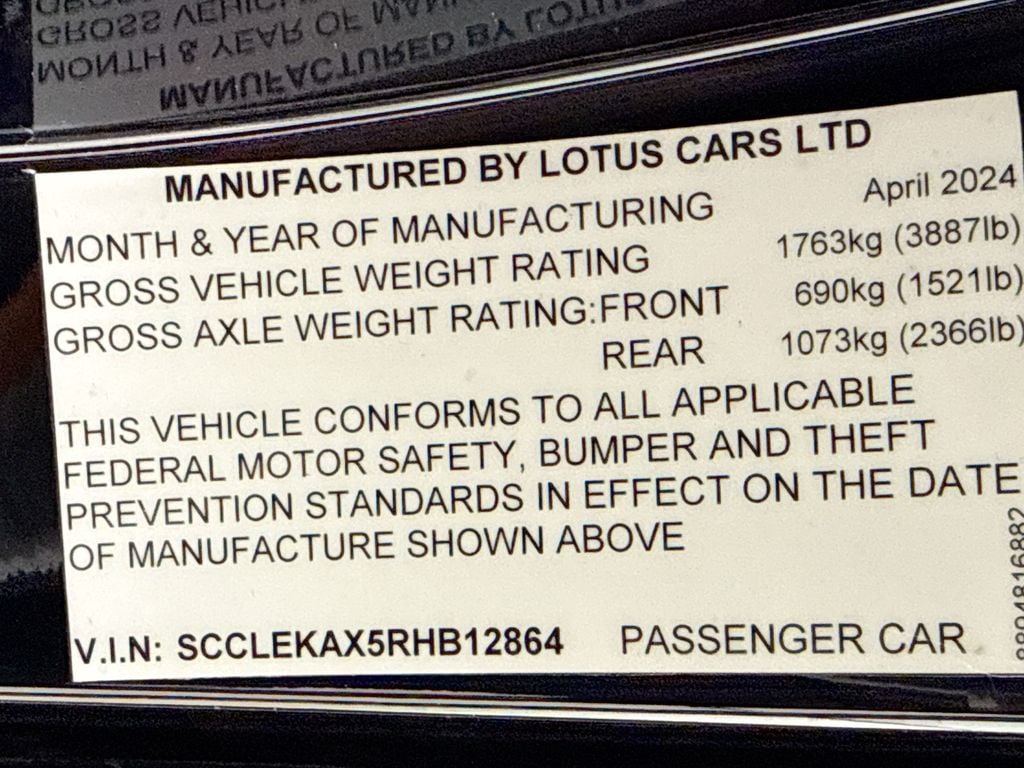 MANUFACTURED BY LOTUS CARS LTD
MONTH & YEAR OF MANUFACTURING April 2024
GROSS VEHICLE WEIGHT RATING 1763kg (3887lb)
GROSS AXLE WEIGHT RATING:FRONT 690kg (1521lb)
REAR 1073kg (2366lb)
THIS VEHICLE CONFORMS TO ALL APPLICABLE
FEDERAL MOTOR SAFETY, BUMPER AND THEFT
PREVENTION STANDARDS IN EFFECT ON THE DATE
OF MANUFACTURE SHOWN ABOVE
V.I.N: SCCLEKAX5RHB12864 PASSENGER CAR